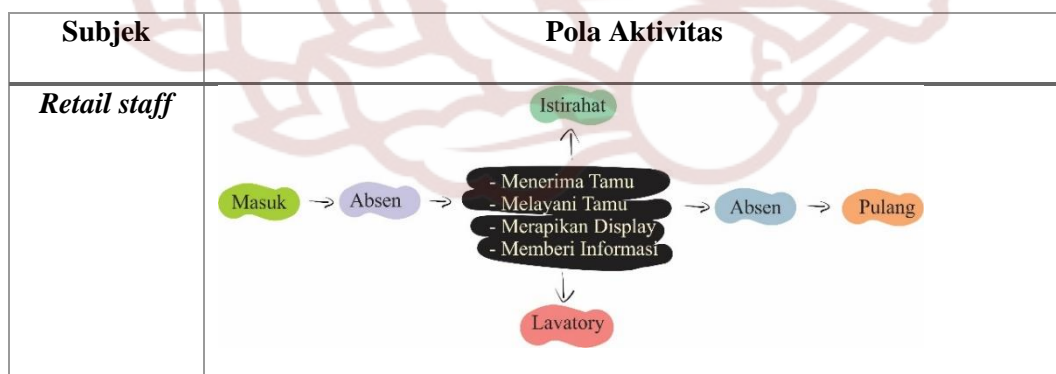 Subjek
Pola Aktivitas
Retail staff
Istirahat
Masuk
Absen
- Menerima Tamu
- Melayani Tamu
- Merapikan Display
- Memberi Informasi
Absen
Pulang
Lavatory